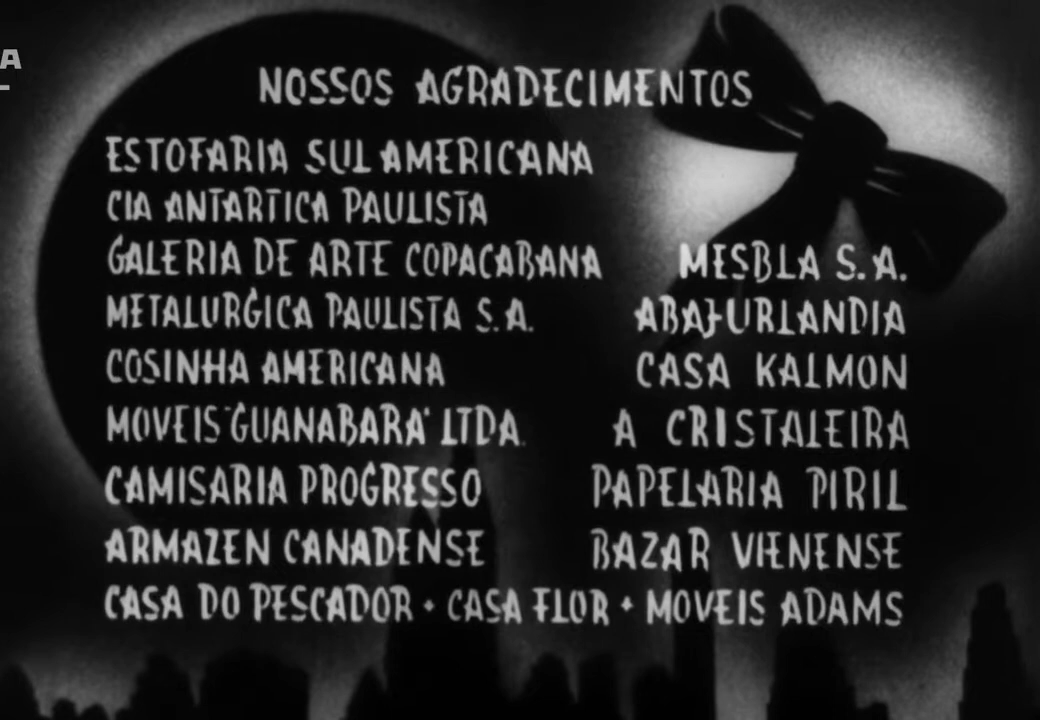 A
NOSSOS AGRADECIMENTOS
ESTOFARIA SUL AMERICANA
CIA ANTARTICA PAULISTA
GALERIA DE ARTE COPACABANA
METALURGICA PAULISTA S.A.
COSINHA AMERICANA
MOVEIS "GUANABARA" LTDA.
CAMISARIA PROGRESSO
ARMAZEN CANADENSE
MESBLA S.A.
ABAJURLANDIA
CASA KALMON
A CRISTALEIRA
PAPELARIA PIRIL
BAZAR VIENENSE
CASA DO PESCADOR • CASA FLOR • MOVEIS ADAMS